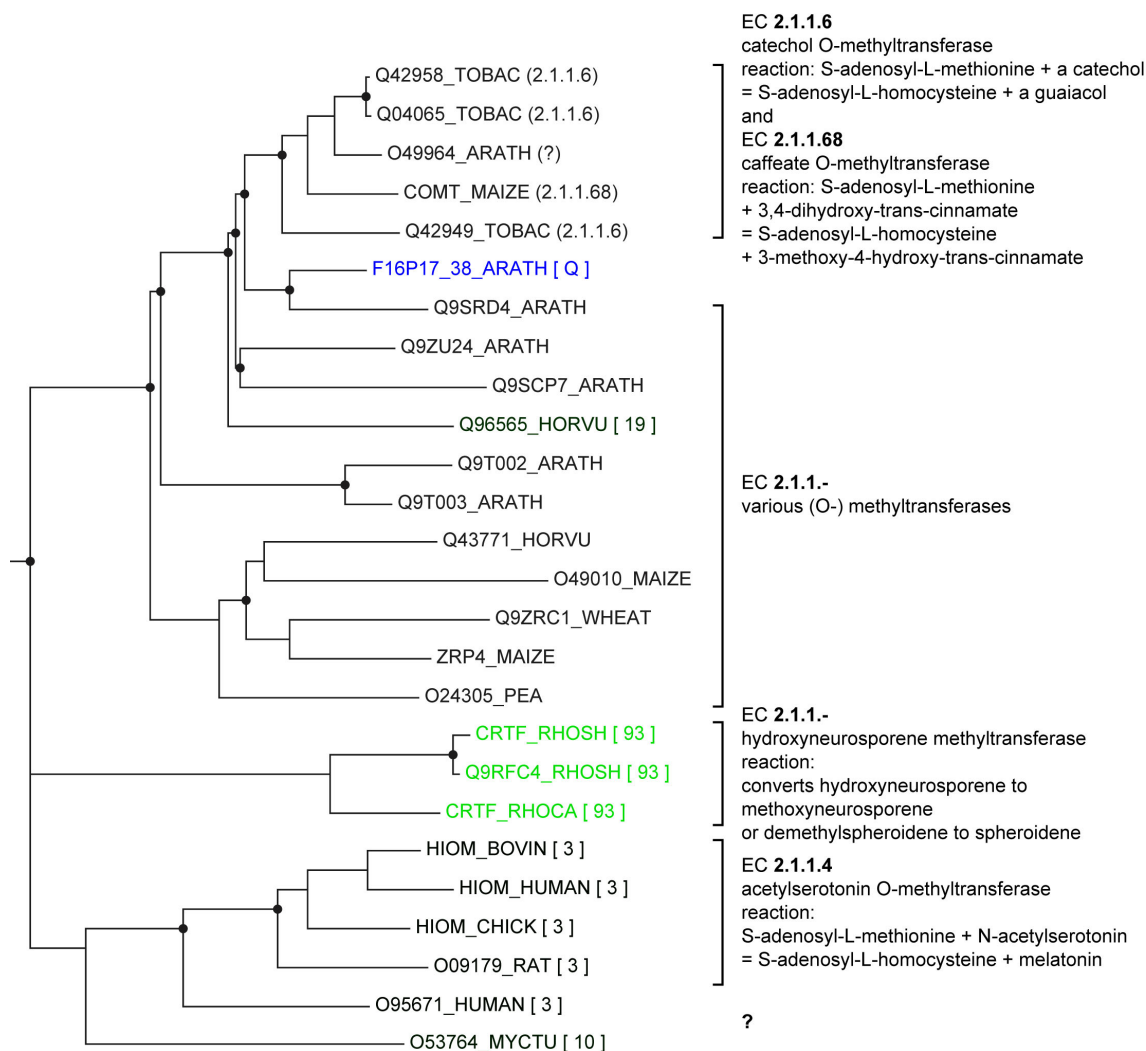 Q42958_TOBAC (2.1.1.6)
Q04065_TOBAC (2.1.1.6)
O49964_ARATH (?)
COMT_MAIZE (2.1.1.68)
Q42949_TOBAC (2.1.1.6)
F16P17_38_ARATH [ Q ]
Q9SRD4_ARATH
Q9ZU24_ARATH
Q9SCP7_ARATH
Q96565_HORVU [ 19 ]
Q9T002_ARATH
Q9T003_ARATH
Q43771_HORVU
O49010_MAIZE
Q9ZRC1_WHEAT
ZRP4_MAIZE
O24305_PEA
CRTF_RHOSH [ 93 ]
Q9RFC4_RHOSH [ 93 ]
CRTF_RHOCA [ 93 ]
HIOM_BOVIN [ 3 ]
HIOM_HUMAN [ 3 ]
HIOM_CHICK [ 3 ]
O09179_RAT [ 3 ]
O95671_HUMAN [ 3 ]
O53764_MYCTU [ 10 ]
EC 2.1.1.6
catechol O-methyltransferase
reaction: S-adenosyl-L-methionine + a catechol
= S-adenosyl-L-homocysteine + a guaiacol
and
EC 2.1.1.68
caffeate O-methyltransferase
reaction: S-adenosyl-L-methionine
+ 3,4-dihydroxy-trans-cinnamate
= S-adenosyl-L-homocysteine
+ 3-methoxy-4-hydroxy-trans-cinnamate
EC 2.1.1.-
various (O-) methyltransferases
EC 2.1.1.-
hydroxyneurosporene methyltransferase
reaction:
converts hydroxyneurosporene to
methoxyneurosporene
or demethylspheroidene to spheroidene
EC 2.1.1.4
acetylserotonin O-methyltransferase
reaction:
S-adenosyl-L-methionine + N-acetylserotonin
= S-adenosyl-L-homocysteine + melatonin
?